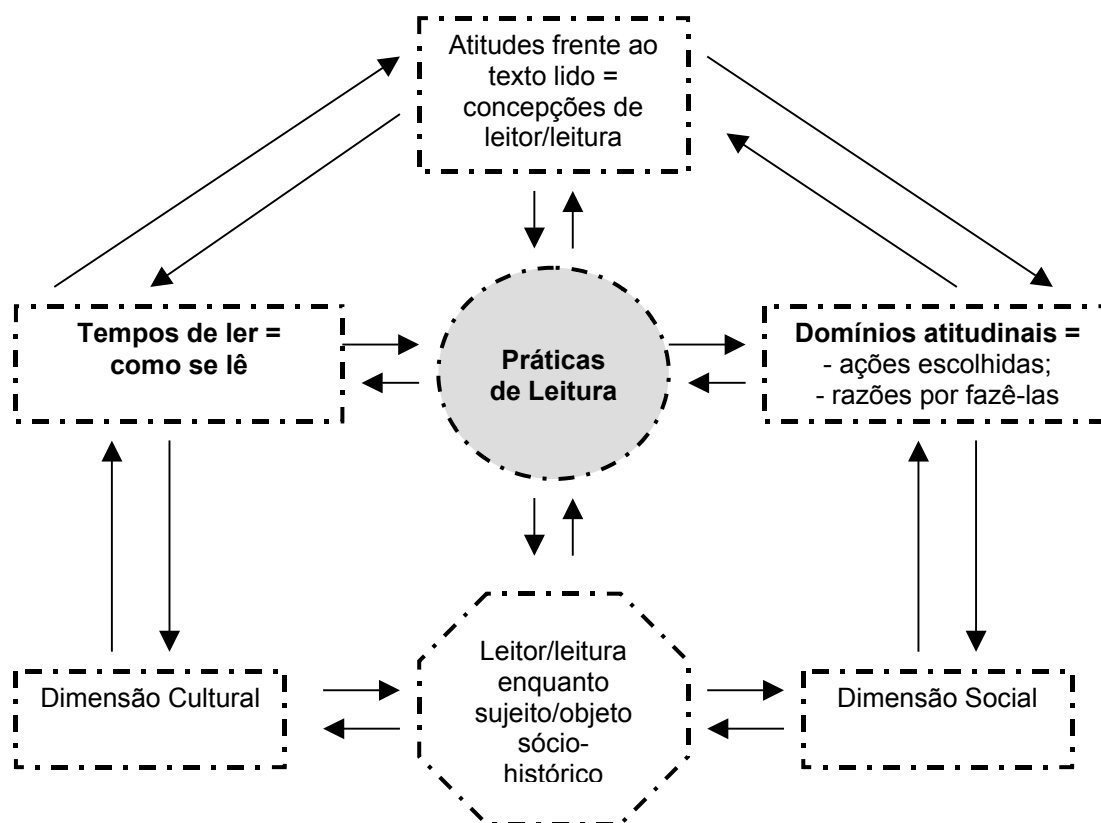 Atitudes frente ao
texto lido =
concepções de
leitor/leitura
Tempos de ler =
como se lê
Práticas
de Leitura
Domínios atitudinais =
- ações escolhidas;
- razões por fazê-las
Dimensão Cultural
Leitor/leitura
enquanto
sujeito/objeto
sócio-
histórico
Dimensão Social